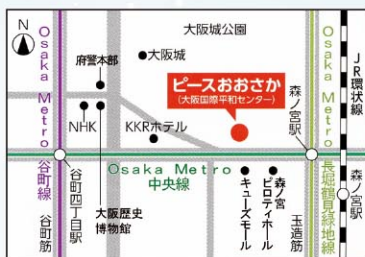 N
大阪城公園
Osaka Metro
谷町線
谷町筋
府警本部
大阪城
ピースおおさか
(大阪国際平和センター)
NHK
KKRホテル
森ノ宮駅
Osaka Metro
長堀鶴見緑地線
JR環状線
森ノ宮駅
Osaka Metro
中央線
谷町四丁目駅
大阪歴史
博物館
キューズモール
森ノ宮
ピロティホール
玉造筋